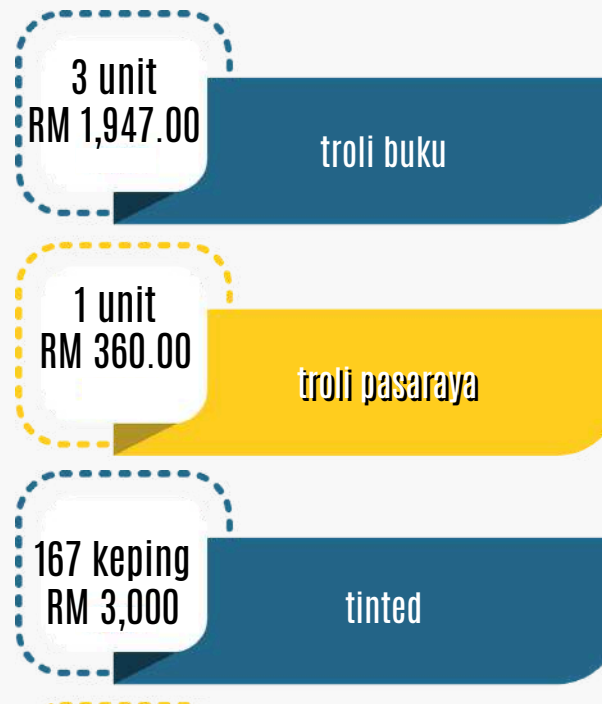 3 unit
RM 1,947.00
troli buku
1 unit
RM 360.00
troli pasaraya
167 keping
RM 3,000
tinted